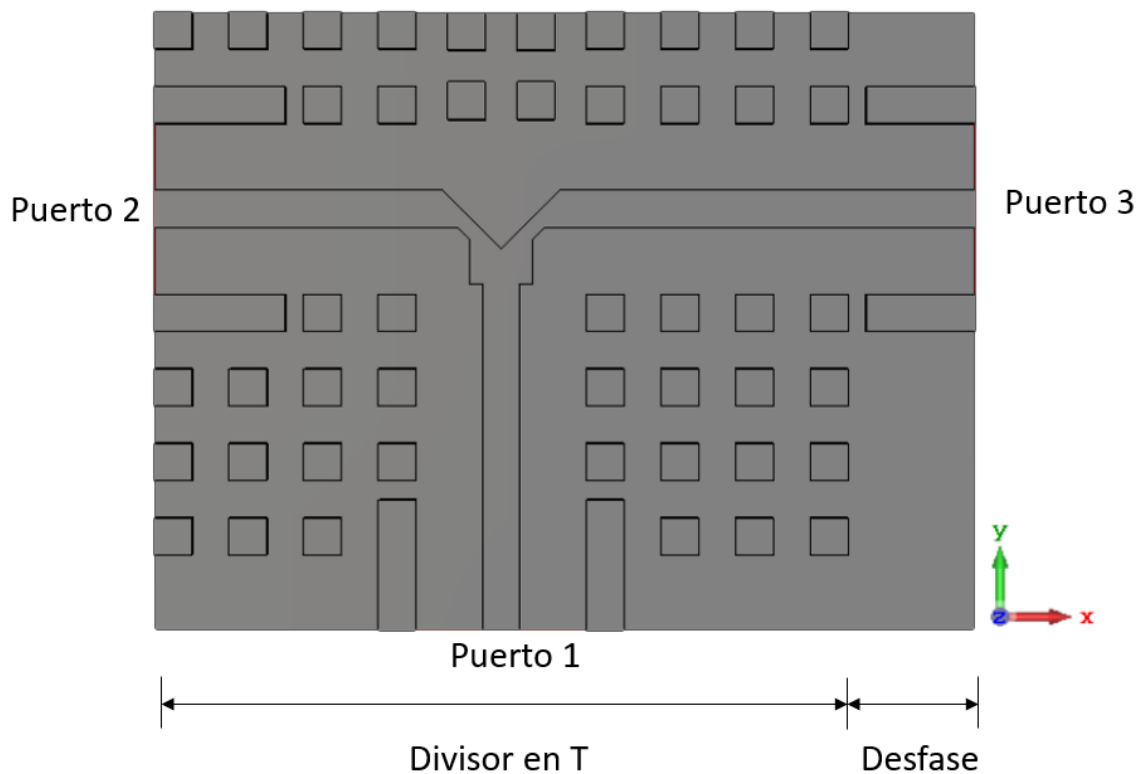 Puerto 2
Puerto 3
y
z
x
Puerto 1
Divisor en T
Desfase